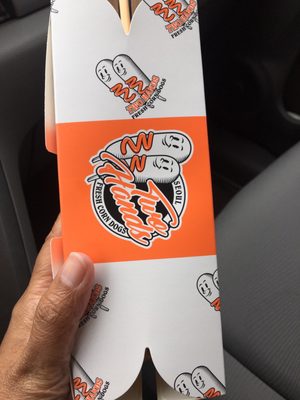 TWO HANDS
FRESH CORN DOGS
Two
Hands
SEOUL
FRESH CORN DOGS